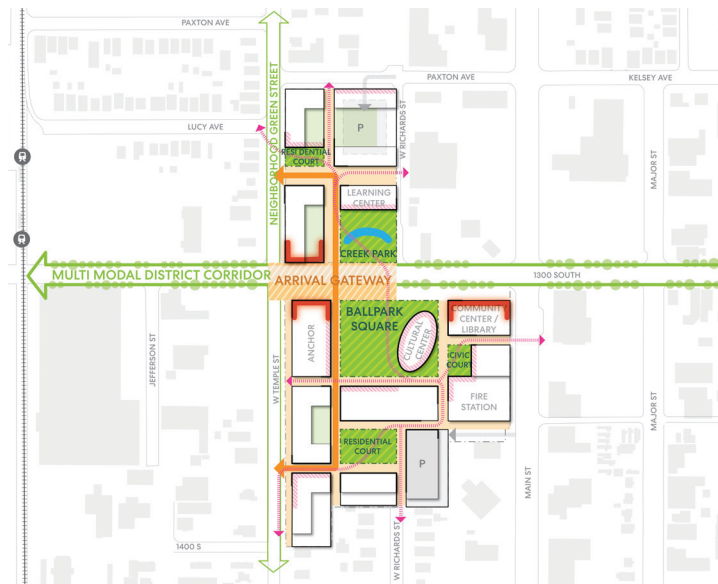 PAXTON AVE
PAXTON AVE
KELSEY AVE
LUCY AVE
NEIGHBORHOOD GREEN STREET
W RICHARDS ST
MAJOR ST
P
RESIDENTIAL
COURT
LEARNING
CENTER
CREEK PARK
MULTI MODAL DISTRICT CORRIDOR
ARRIVAL GATEWAY
1300 SOUTH
BALLPARK
SQUARE
COMMUNITY
CENTER /
LIBRARY
ANCHOR
CULTURAL
CENTER
CIVIC
COURT
JEFFERSON ST
W TEMPLE ST
FIRE
STATION
MAJOR ST
RESIDENTIAL
COURT
P
MAIN ST
1400 S
W RICHARDS ST